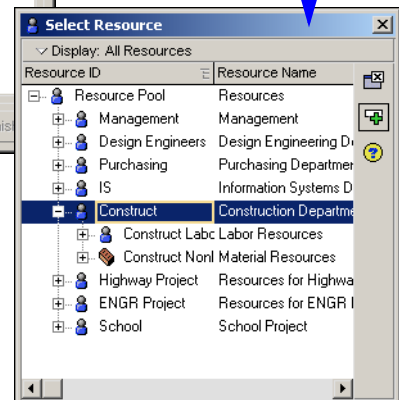 Select Resource
Display: All Resources
Resource ID Resource Name
Resource Pool Resources
Management Management
Design Engineers Design Engineering De
Purchasing Purchasing Departmer
IS Information Systems D
Construct Construction Departme
Construct Labc Labor Resources
Construct Nonl Material Resources
Highway Project Resources for Highwa
ENGR Project Resources for ENGR
School School Project